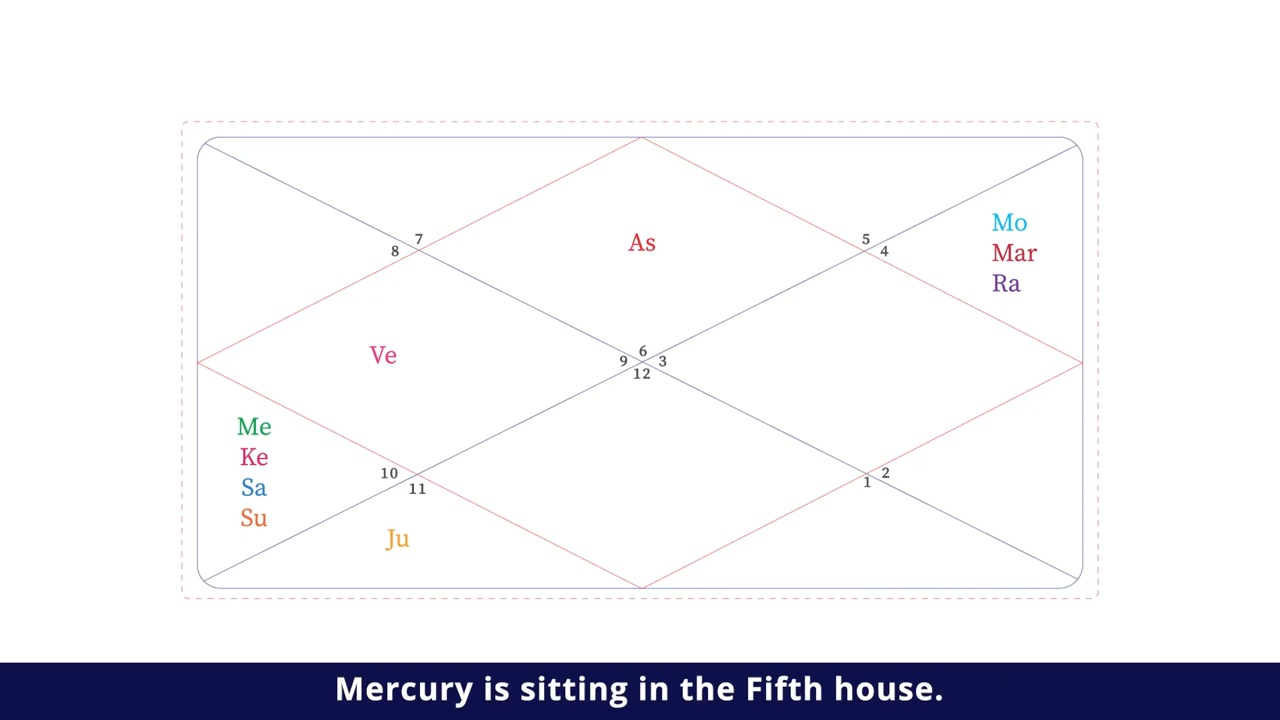 Mo
7
5
8
As
4
Mar
Ra
6
Ve
9
3
12
Me
Ke
10
2
1
Sa
11
Su
Ju
Mercury is sitting in the Fifth house.